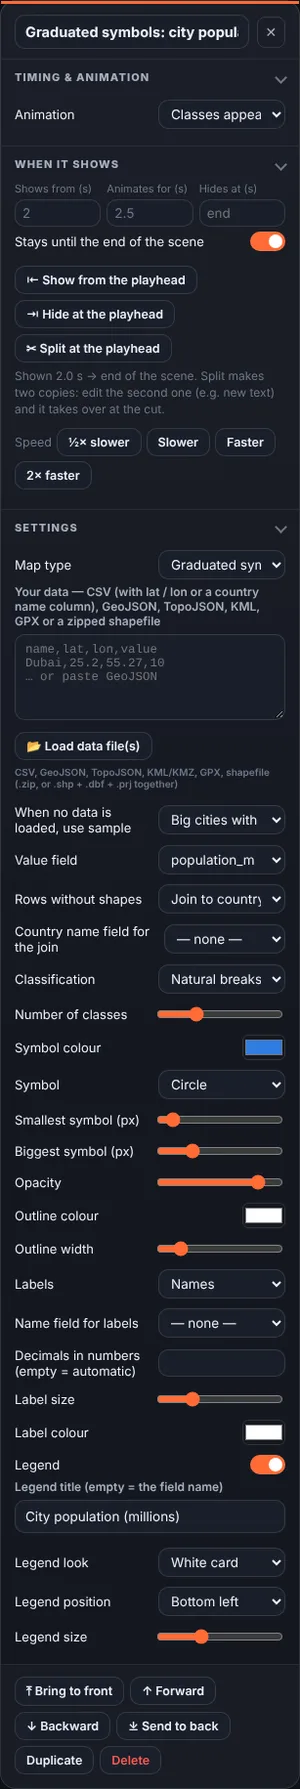 Graduated symbols: city popul
✕
TIMING & ANIMATION
Animation
Classes appea
WHEN IT SHOWS
Shows from (s)
Animates for (s)
Hides at (s)
2
2.5
end
Stays until the end of the scene
⇤ Show from the playhead
⇥ Hide at the playhead
✂ Split at the playhead
Shown 2.0 s → end of the scene. Split makes
two copies: edit the second one (e.g. new text)
and it takes over at the cut.
Speed
½× slower
Slower
Faster
2× faster
SETTINGS
Map type
Graduated syn
Your data — CSV (with lat / lon or a country
name column), GeoJSON, TopoJSON, KML,
GPX or a zipped shapefile
name,lat,lon,value
Dubai,25.2,55.27,10
… or paste GeoJSON
📂 Load data file(s)
CSV, GeoJSON, TopoJSON, KML/KMZ, GPX, shapefile
(.zip, or .shp + .dbf + .prj together)
When no data is
loaded, use sample
Big cities with
Value field
population_m
Rows without shapes
Join to country
Country name field for
the join
— none —
Classification
Natural breaks
Number of classes
Symbol colour
Symbol
Circle
Smallest symbol (px)
Biggest symbol (px)
Opacity
Outline colour
Outline width
Labels
Names
Name field for labels
— none —
Decimals in numbers
(empty = automatic)
Label size
Label colour
Legend
Legend title (empty = the field name)
City population (millions)
Legend look
White card
Legend position
Bottom left
Legend size
⤒ Bring to front
↑ Forward
↓ Backward
⤓ Send to back
Duplicate
Delete